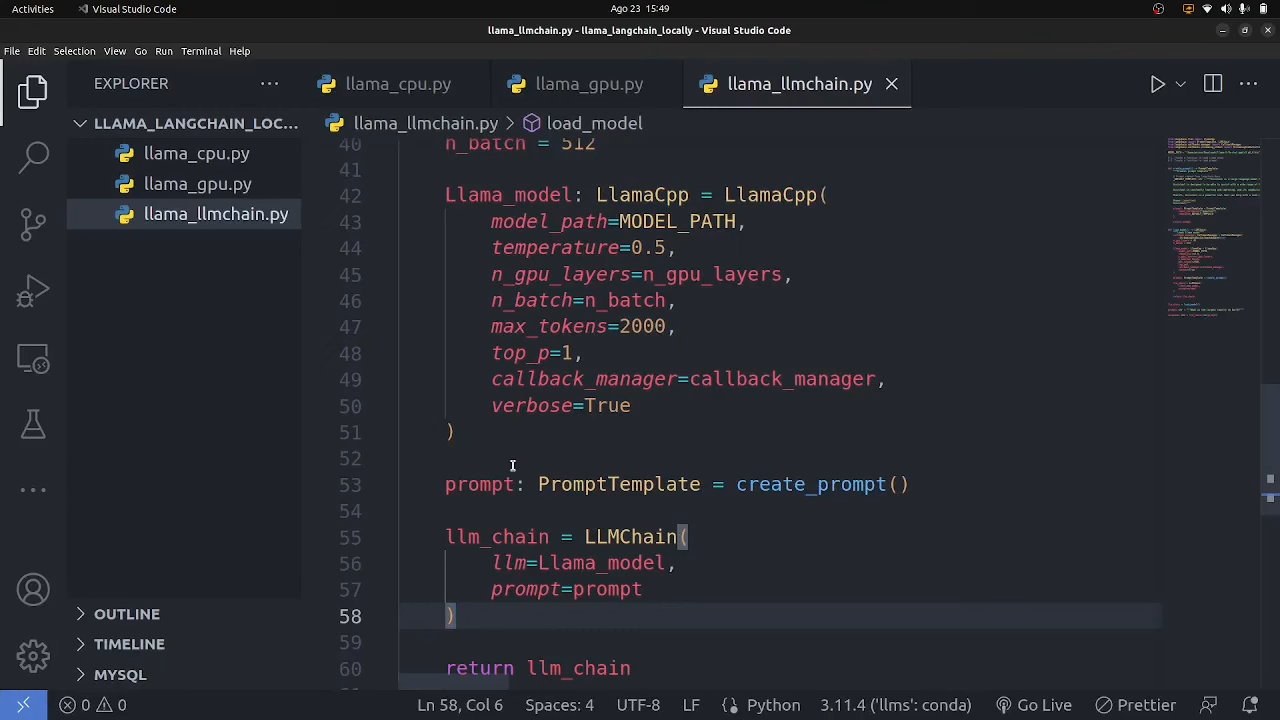 Activities Visual Studio Code Ago 23 15:49
llama_llmchain.py - llama_langchain_locally - Visual Studio Code
File Edit Selection View Go Run Terminal Help
EXPLORER
LLAMA_LANGCHAIN_LOC...
llama_cpu.py
llama_gpu.py
llama_llmchain.py
OUTLINE
TIMELINE
MYSQL
llama_cpu.py llama_gpu.py llama_llmchain.py
llama_llmchain.py > load_model
40 n_batch = 512
41
42 Llama_model: LlamaCpp = LlamaCpp(
43 model_path=MODEL_PATH,
44 temperature=0.5,
45 n_gpu_layers=n_gpu_layers,
46 n_batch=n_batch,
47 max_tokens=2000,
48 top_p=1,
49 callback_manager=callback_manager,
50 verbose=True
51 )
52
53 prompt: PromptTemplate = create_prompt()
54
55 llm_chain = LLMChain(
56 llm=Llama_model,
57 prompt=prompt
58 )
59
60 return llm_chain
0 0 Ln 58, Col 6 Spaces: 4 UTF-8 LF Python 3.11.4 ('llms': conda) Go Live Prettier